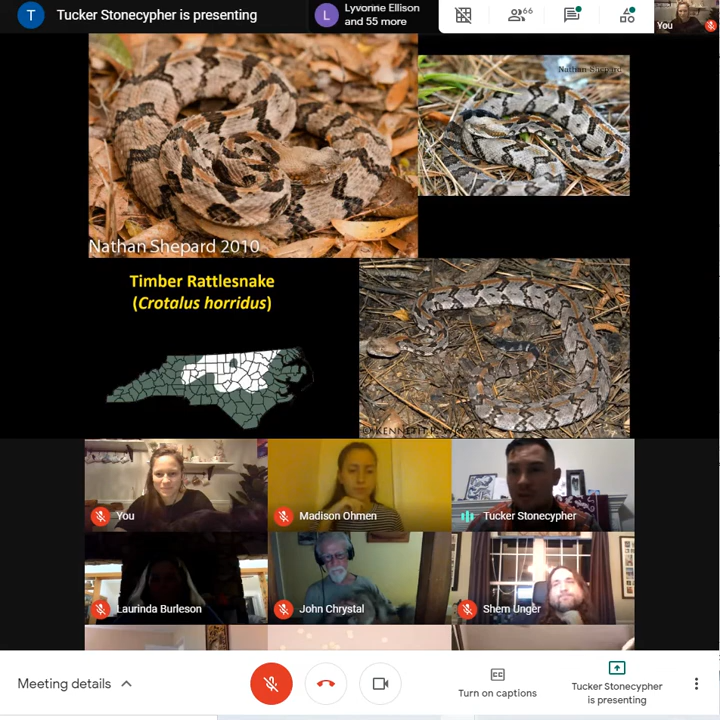 T
Tucker Stonecypher is presenting
L
Lyvonne Ellison
and 55 more
66
You
Nathan Shepard
Nathan Shepard 2010
Timber Rattlesnake
(Crotalus horridus)
You
Madison Ohmen
Tucker Stonecypher
Laurinda Burleson
John Chrystal
Shem Unger
Meeting details
CC
Turn on captions
Tucker Stonecypher
is presenting